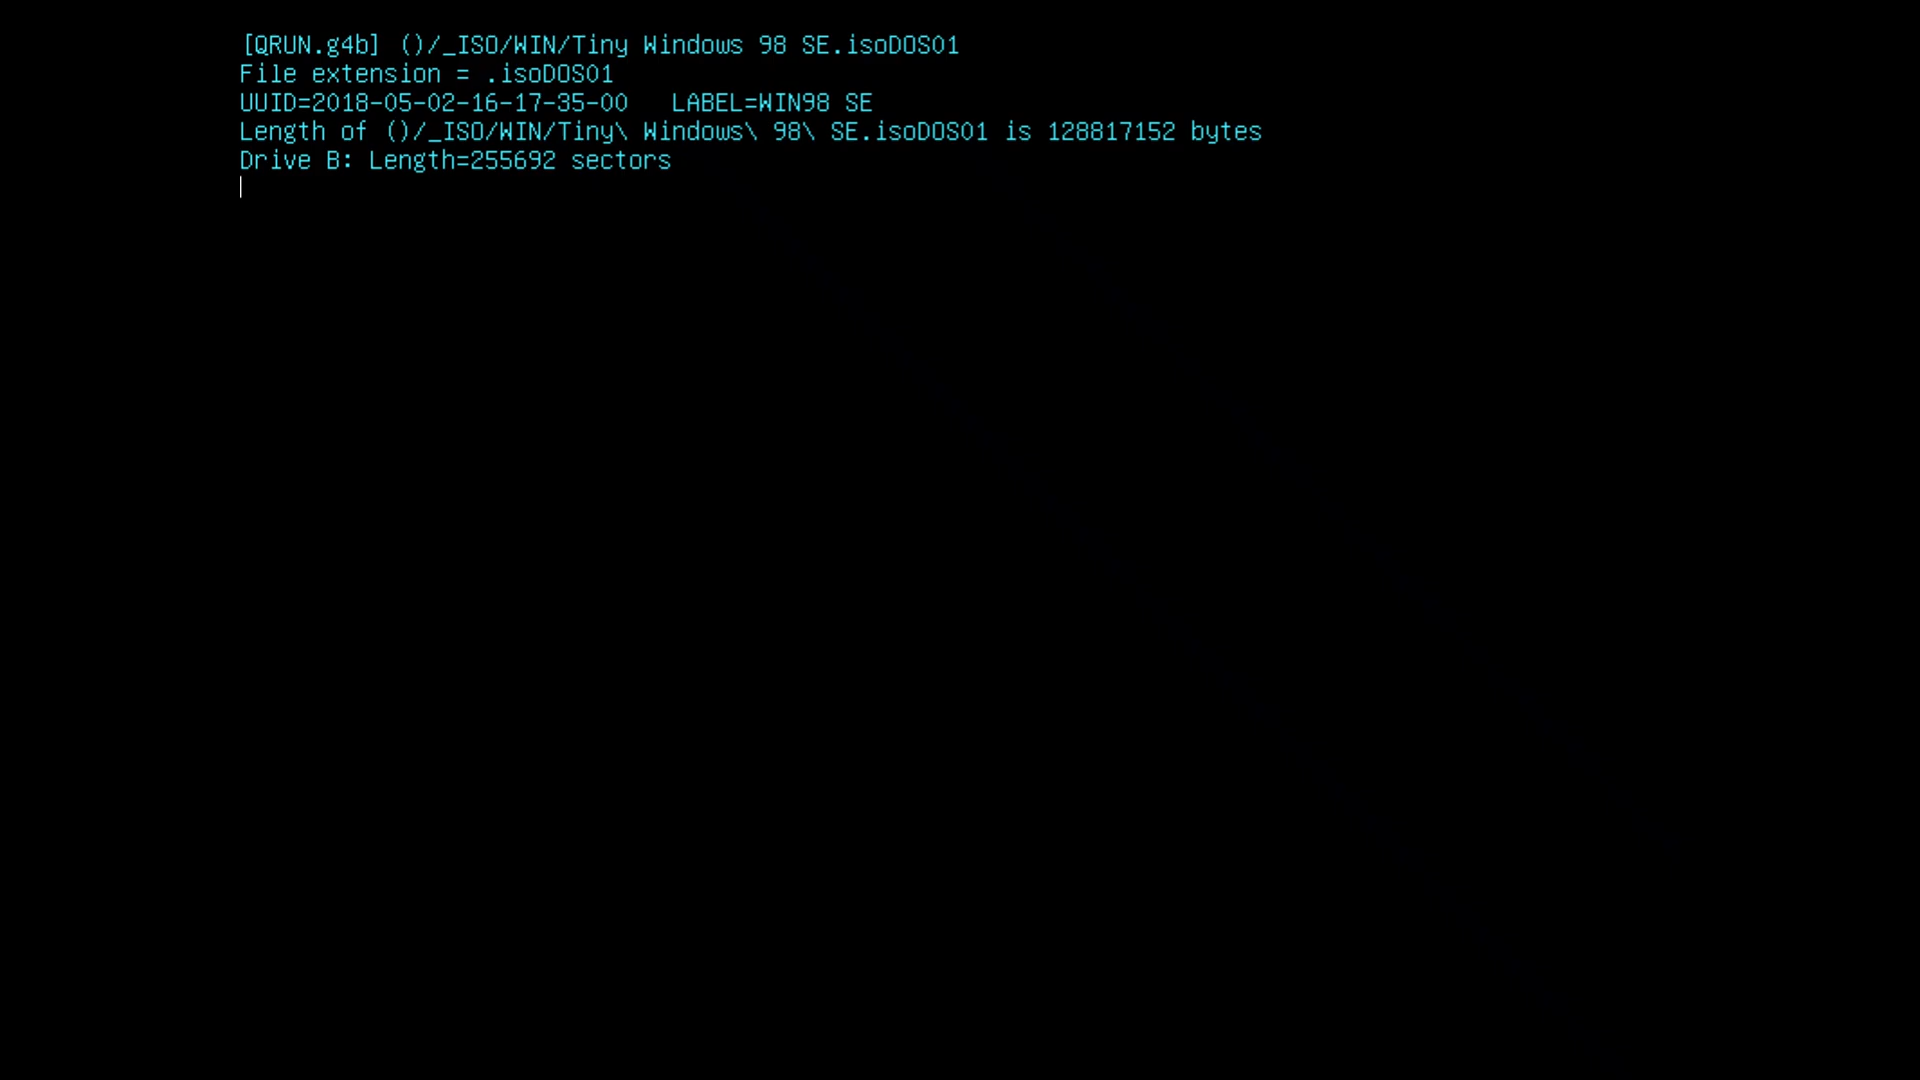 [QRUN.g4b] ()/_ISO/WIN/Tiny Windows 98 SE.isoDOS01
File extension = .isoDOS01
UUID=2018-05-02-16-17-35-00   LABEL=WIN98 SE
Length of ()/_ISO/WIN/Tiny\ Windows\ 98\ SE.isoDOS01 is 128817152 bytes
Drive B: Length=255692 sectors